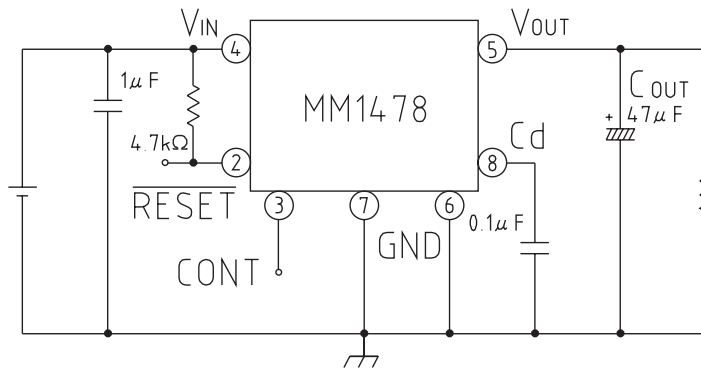 VIN
VOUT
4
5
1μF
MM1478
COUT
+
47μF
4.7kΩ
Cd
2
8
RESET
3
7
6
0.1μF
GND
CONT